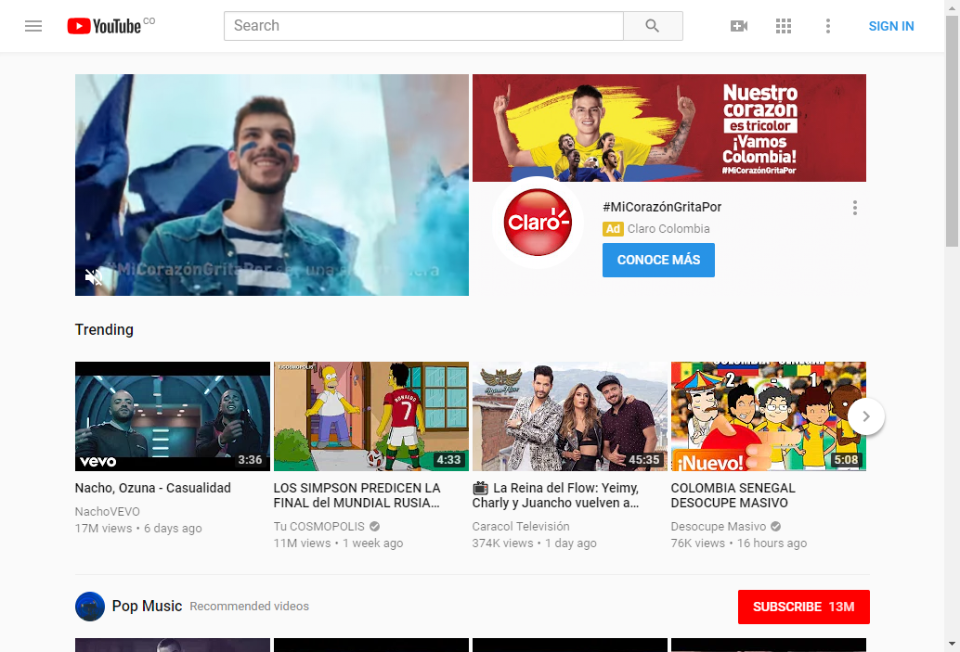 YouTube CO
Search
SIGN IN
Nuestro
corazón
es tricolor
¡Vamos
Colombia!
#MiCorazónGritaPor
#MiCorazónGritaPor
Claro
#MiCorazónGritaPor
Ad Claro Colombia
CONOCE MÁS
Trending
vevo
3:36
COSMOPOLIS
RONALDO
7
4:33
45:35
2 - 1
¡Nuevo!
5:08
Nacho, Ozuna - Casualidad
NachoVEVO
17M views • 6 days ago
LOS SIMPSON PREDICEN LA
FINAL del MUNDIAL RUSIA...
Tu COSMOPOLIS
11M views • 1 week ago
La Reina del Flow: Yeimy,
Charly y Juancho vuelven a...
Caracol Televisión
374K views • 1 day ago
COLOMBIA SENEGAL
DESOCUPE MASIVO
Desocupe Masivo
76K views • 16 hours ago
Pop Music Recommended videos
SUBSCRIBE 13M